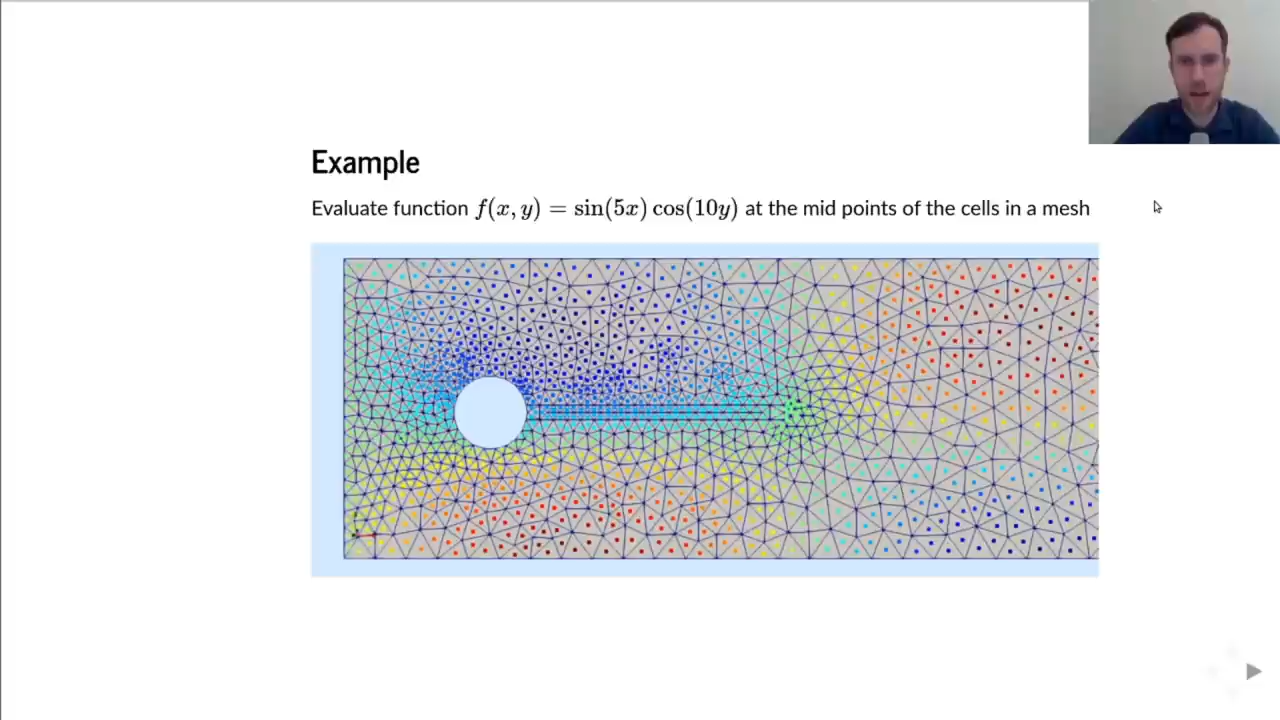 Example
Evaluate function f(x, y) = sin(5x) cos(10y) at the mid points of the cells in a mesh